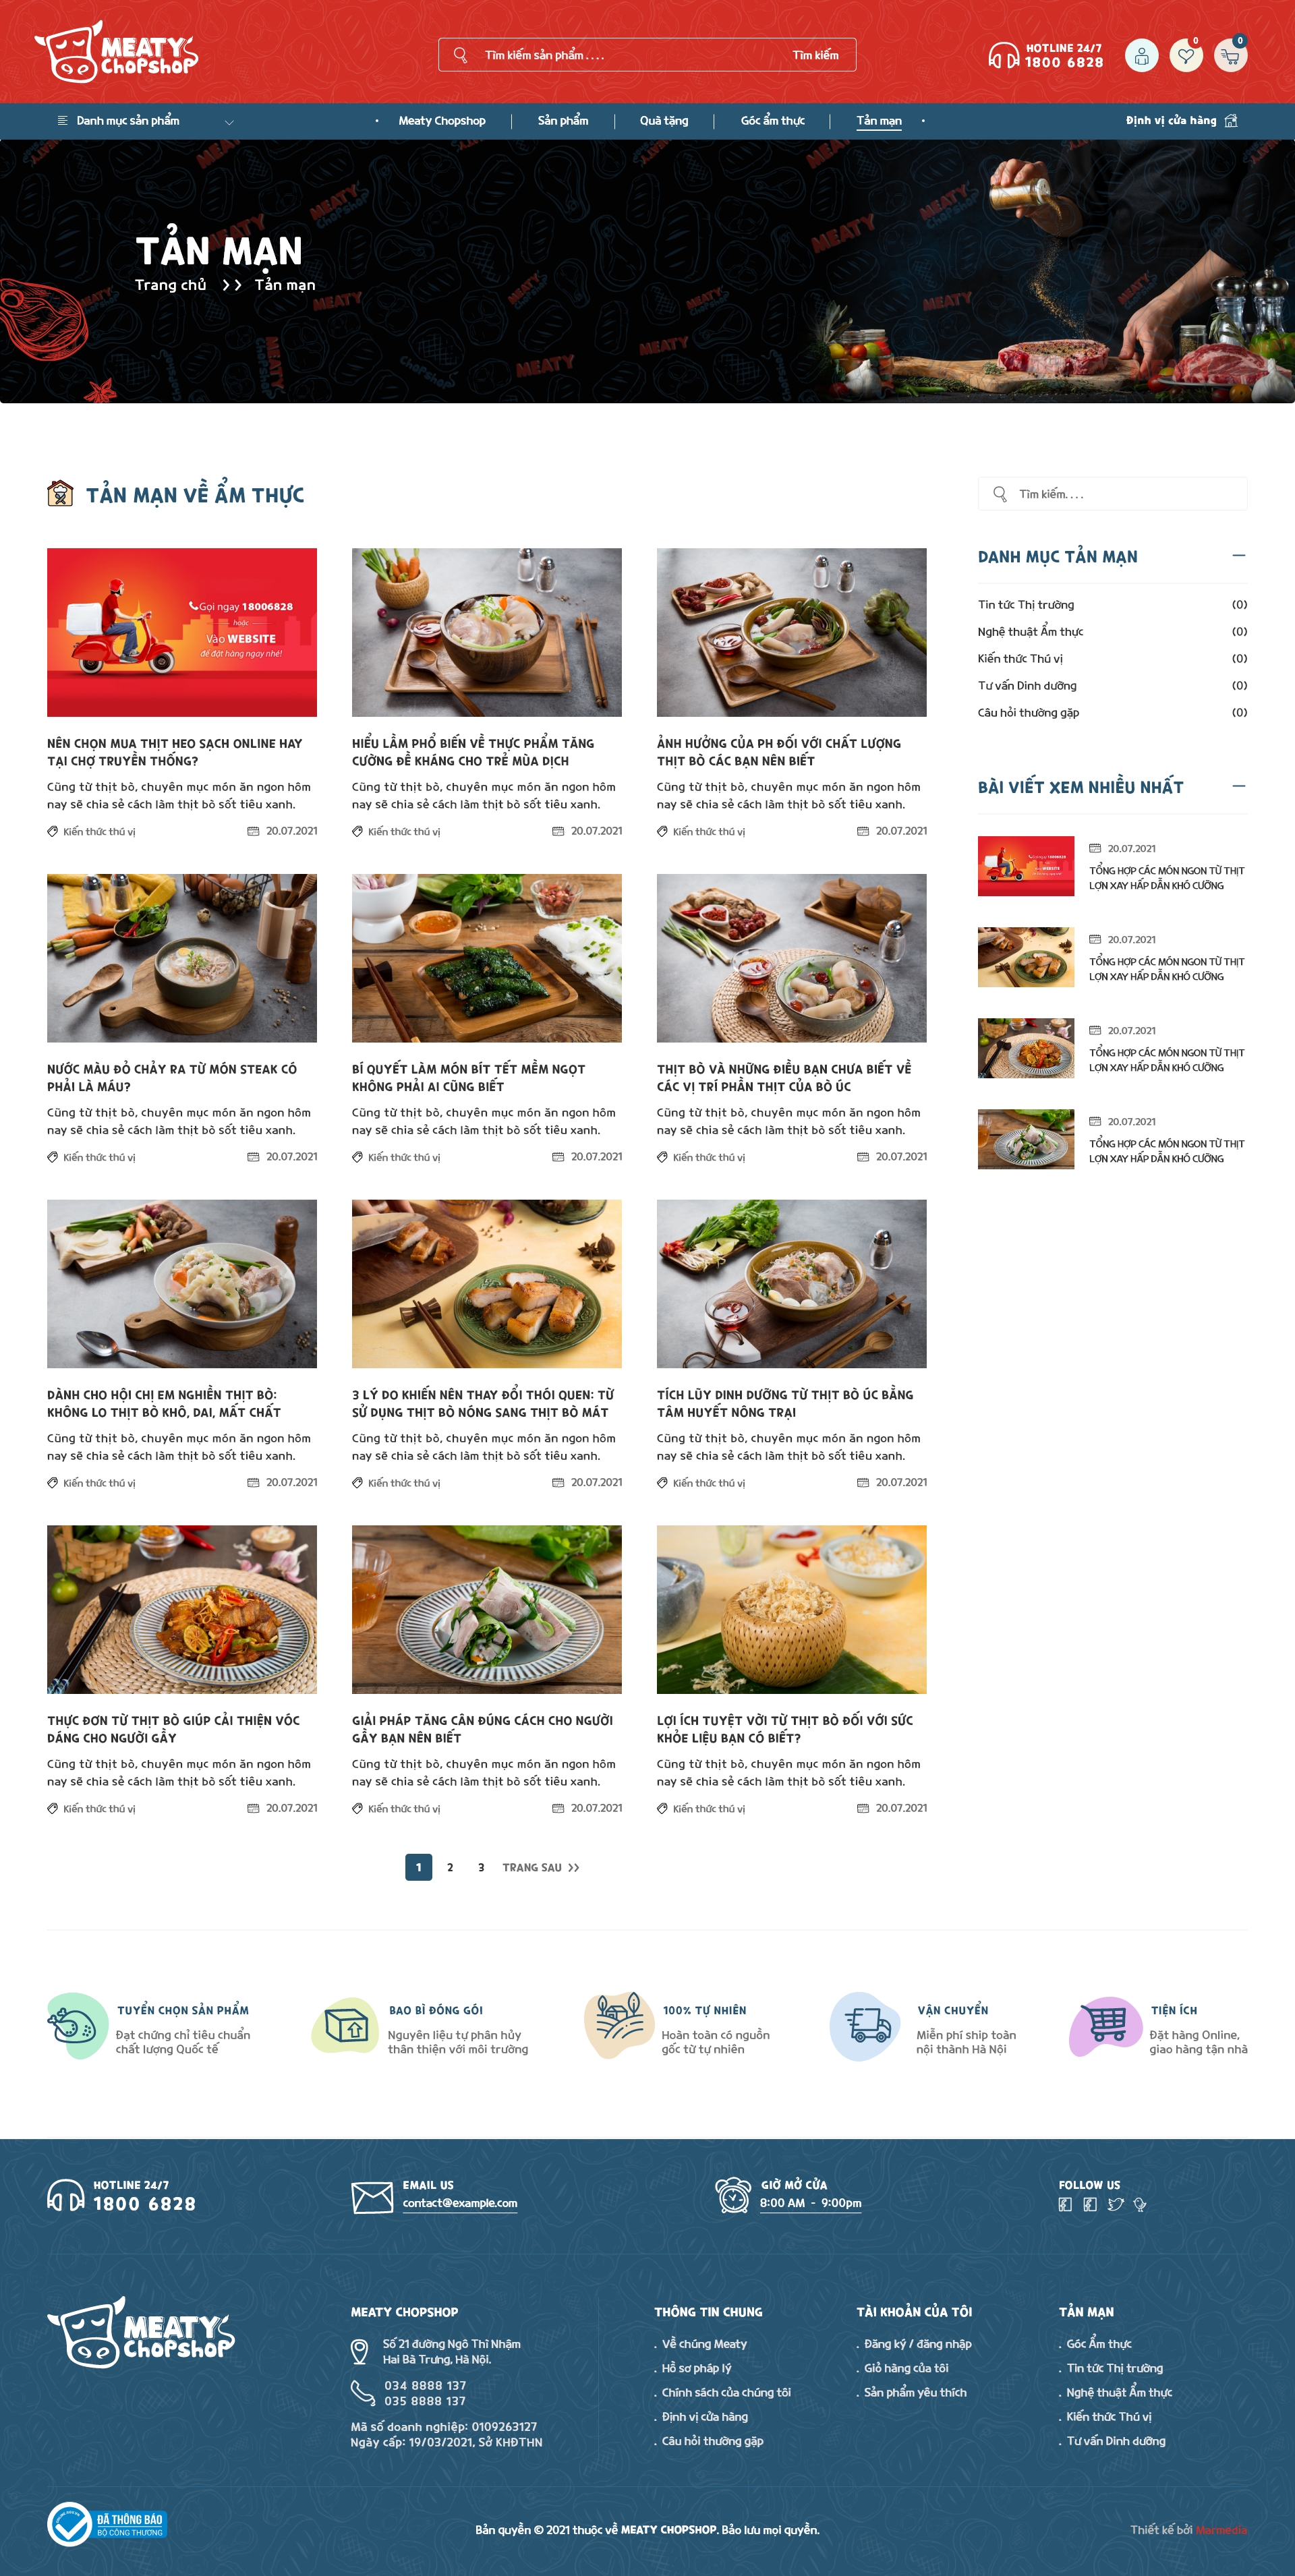 MEATY
ChoPshoP
Tìm kiếm sản phẩm . . . .
Tìm kiếm
HOTLINE 24/7
1800 6828
0
0
Danh mục sản phẩm
Meaty Chopshop
Sản phẩm
Quà tặng
Góc ẩm thực
Tản mạn
Định vị cửa hàng
TẢN MẠN
Trang chủ
Tản mạn
TẢN MẠN VỀ ẨM THỰC
Tìm kiếm. . . .
Gọi ngay 18006828
hoặc
Vào WEBSITE
để đặt hàng ngay nhé!
NÊN CHỌN MUA THỊT HEO SẠCH ONLINE HAY
TẠI CHỢ TRUYỀN THỐNG?
Cũng từ thịt bò, chuyên mục món ăn ngon hôm
nay sẽ chia sẻ cách làm thịt bò sốt tiêu xanh.
Kiến thức thú vị
20.07.2021
HIỂU LẦM PHỔ BIẾN VỀ THỰC PHẨM TĂNG
CƯỜNG ĐỀ KHÁNG CHO TRẺ MÙA DỊCH
Cũng từ thịt bò, chuyên mục món ăn ngon hôm
nay sẽ chia sẻ cách làm thịt bò sốt tiêu xanh.
Kiến thức thú vị
20.07.2021
ẢNH HƯỞNG CỦA PH ĐỐI VỚI CHẤT LƯỢNG
THỊT BÒ CÁC BẠN NÊN BIẾT
Cũng từ thịt bò, chuyên mục món ăn ngon hôm
nay sẽ chia sẻ cách làm thịt bò sốt tiêu xanh.
Kiến thức thú vị
20.07.2021
NƯỚC MÀU ĐỎ CHẢY RA TỪ MÓN STEAK CÓ
PHẢI LÀ MÁU?
Cũng từ thịt bò, chuyên mục món ăn ngon hôm
nay sẽ chia sẻ cách làm thịt bò sốt tiêu xanh.
Kiến thức thú vị
20.07.2021
BÍ QUYẾT LÀM MÓN BÍT TẾT MỀM NGỌT
KHÔNG PHẢI AI CŨNG BIẾT
Cũng từ thịt bò, chuyên mục món ăn ngon hôm
nay sẽ chia sẻ cách làm thịt bò sốt tiêu xanh.
Kiến thức thú vị
20.07.2021
THỊT BÒ VÀ NHỮNG ĐIỀU BẠN CHƯA BIẾT VỀ
CÁC VỊ TRÍ PHẦN THỊT CỦA BÒ ÚC
Cũng từ thịt bò, chuyên mục món ăn ngon hôm
nay sẽ chia sẻ cách làm thịt bò sốt tiêu xanh.
Kiến thức thú vị
20.07.2021
DÀNH CHO HỘI CHỊ EM NGHIỀN THỊT BÒ:
KHÔNG LO THỊT BÒ KHÔ, DAI, MẤT CHẤT
Cũng từ thịt bò, chuyên mục món ăn ngon hôm
nay sẽ chia sẻ cách làm thịt bò sốt tiêu xanh.
Kiến thức thú vị
20.07.2021
3 LÝ DO KHIẾN NÊN THAY ĐỔI THÓI QUEN: TỪ
SỬ DỤNG THỊT BÒ NÓNG SANG THỊT BÒ MÁT
Cũng từ thịt bò, chuyên mục món ăn ngon hôm
nay sẽ chia sẻ cách làm thịt bò sốt tiêu xanh.
Kiến thức thú vị
20.07.2021
TÍCH LŨY DINH DƯỠNG TỪ THỊT BÒ ÚC BẰNG
TÂM HUYẾT NÔNG TRẠI
Cũng từ thịt bò, chuyên mục món ăn ngon hôm
nay sẽ chia sẻ cách làm thịt bò sốt tiêu xanh.
Kiến thức thú vị
20.07.2021
THỰC ĐƠN TỪ THỊT BÒ GIÚP CẢI THIỆN VÓC
DÁNG CHO NGƯỜI GẦY
Cũng từ thịt bò, chuyên mục món ăn ngon hôm
nay sẽ chia sẻ cách làm thịt bò sốt tiêu xanh.
Kiến thức thú vị
20.07.2021
GIẢI PHÁP TĂNG CÂN ĐÚNG CÁCH CHO NGƯỜI
GẦY BẠN NÊN BIẾT
Cũng từ thịt bò, chuyên mục món ăn ngon hôm
nay sẽ chia sẻ cách làm thịt bò sốt tiêu xanh.
Kiến thức thú vị
20.07.2021
LỢI ÍCH TUYỆT VỜI TỪ THỊT BÒ ĐỐI VỚI SỨC
KHỎE LIỆU BẠN CÓ BIẾT?
Cũng từ thịt bò, chuyên mục món ăn ngon hôm
nay sẽ chia sẻ cách làm thịt bò sốt tiêu xanh.
Kiến thức thú vị
20.07.2021
1 2 3 TRANG SAU
DANH MỤC TẢN MẠN
Tin tức Thị trường (0)
Nghệ thuật Ẩm thực (0)
Kiến thức Thú vị (0)
Tư vấn Dinh dưỡng (0)
Câu hỏi thường gặp (0)
BÀI VIẾT XEM NHIỀU NHẤT
20.07.2021
TỔNG HỢP CÁC MÓN NGON TỪ THỊT
LỢN XAY HẤP DẪN KHÓ CƯỠNG
20.07.2021
TỔNG HỢP CÁC MÓN NGON TỪ THỊT
LỢN XAY HẤP DẪN KHÓ CƯỠNG
20.07.2021
TỔNG HỢP CÁC MÓN NGON TỪ THỊT
LỢN XAY HẤP DẪN KHÓ CƯỠNG
20.07.2021
TỔNG HỢP CÁC MÓN NGON TỪ THỊT
LỢN XAY HẤP DẪN KHÓ CƯỠNG
TUYỂN CHỌN SẢN PHẨM
Đạt chứng chỉ tiêu chuẩn
chất lượng Quốc tế
BAO BÌ ĐÓNG GÓI
Nguyên liệu tự phân hủy
thân thiện với môi trường
100% TỰ NHIÊN
Hoàn toàn có nguồn
gốc từ tự nhiên
VẬN CHUYỂN
Miễn phí ship toàn
nội thành Hà Nội
TIỆN ÍCH
Đặt hàng Online,
giao hàng tận nhà
HOTLINE 24/7
1800 6828
EMAIL US
contact@example.com
GIỜ MỞ CỬA
8:00 AM - 9:00pm
FOLLOW US
MEATY
ChoPshoP
MEATY CHOPSHOP
Số 21 đường Ngô Thì Nhậm
Hai Bà Trưng, Hà Nội.
034 8888 137
035 8888 137
Mã số doanh nghiệp: 0109263127
Ngày cấp: 19/03/2021, Sở KHĐTHN
THÔNG TIN CHUNG
. Về chúng Meaty
. Hồ sơ pháp lý
. Chính sách của chúng tôi
. Định vị cửa hàng
. Câu hỏi thường gặp
TÀI KHOẢN CỦA TÔI
. Đăng ký / đăng nhập
. Giỏ hàng của tôi
. Sản phẩm yêu thích
TẢN MẠN
. Góc Ẩm thực
. Tin tức Thị trường
. Nghệ thuật Ẩm thực
. Kiến thức Thú vị
. Tư vấn Dinh dưỡng
ĐÃ THÔNG BÁO
BỘ CÔNG THƯƠNG
Bản quyền © 2021 thuộc về MEATY CHOPSHOP. Bảo lưu mọi quyền.
Thiết kế bởi Marmedia